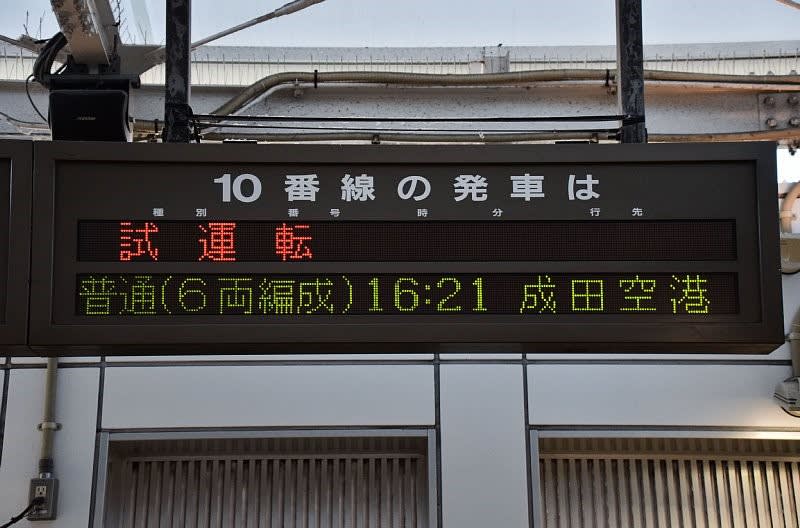 10番線の発車は
種別 番号 時分 行先
試運転
普通(6両編成)16:21 成田空港